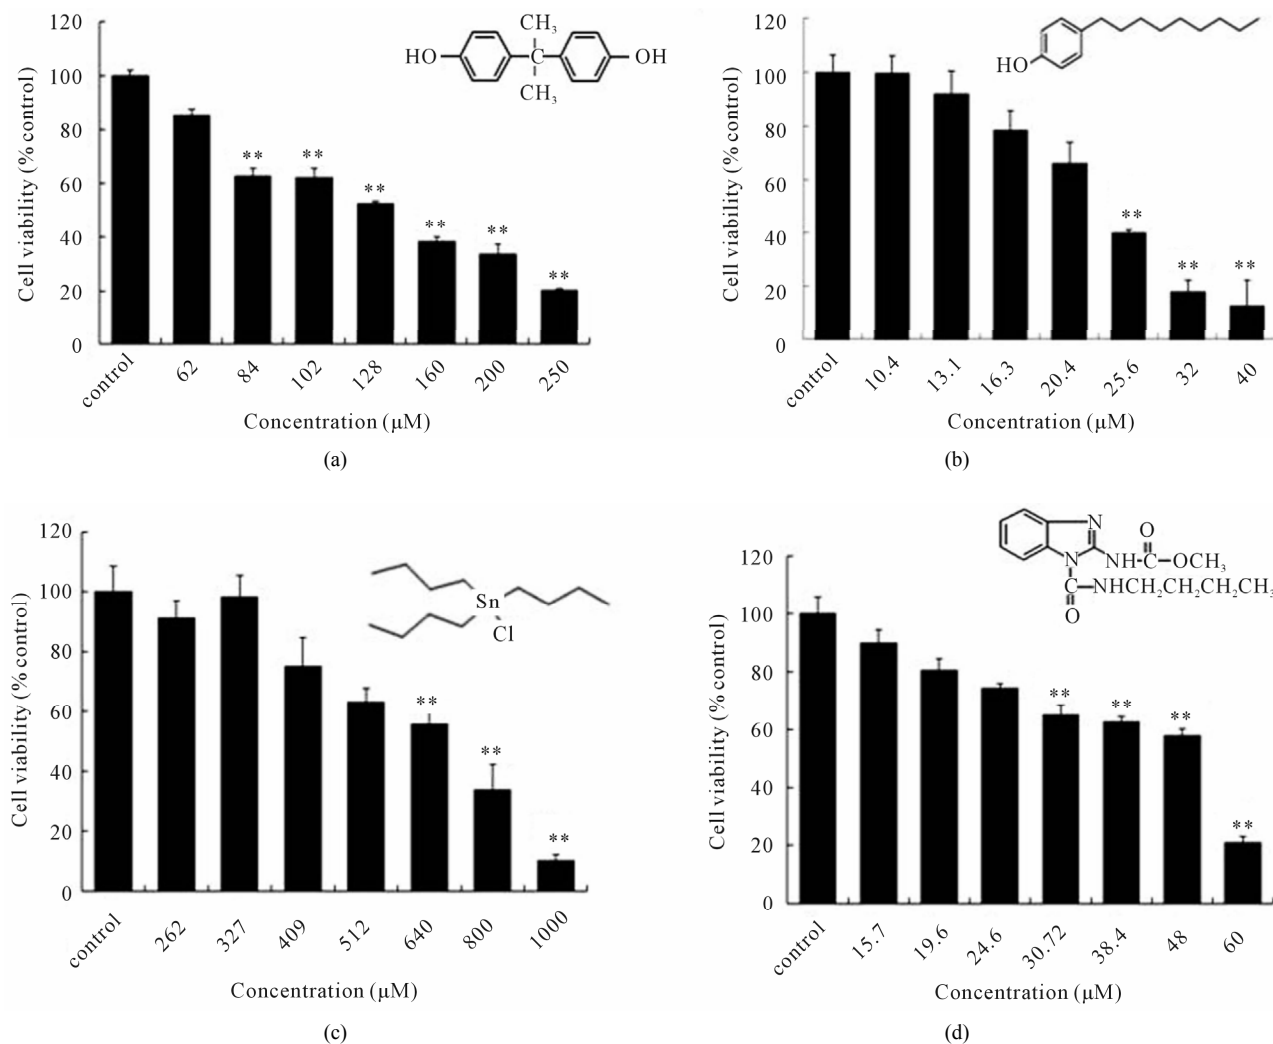 120
100
80
60
40
20
0
Cell viability (% control)
CH3
HO
C
OH
CH3
**
**
**
**
**
**
control
62
84
102
128
160
200
250
Concentration (μM)
(a)
120
100
80
60
40
20
0
Cell viability (% control)
HO
**
**
**
control
10.4
13.1
16.3
20.4
25.6
32
40
Concentration (μM)
(b)
120
100
80
60
40
20
0
Cell viability (% control)
Sn
Cl
**
**
**
control
262
327
409
512
640
800
1000
Concentration (μM)
(c)
120
100
80
60
40
20
0
Cell viability (% control)
N
O
N
NH
C
OCH3
C
NHCH2CH2CH2CH3
O
**
**
**
**
control
15.7
19.6
24.6
30.72
38.4
48
60
Concentration (μM)
(d)